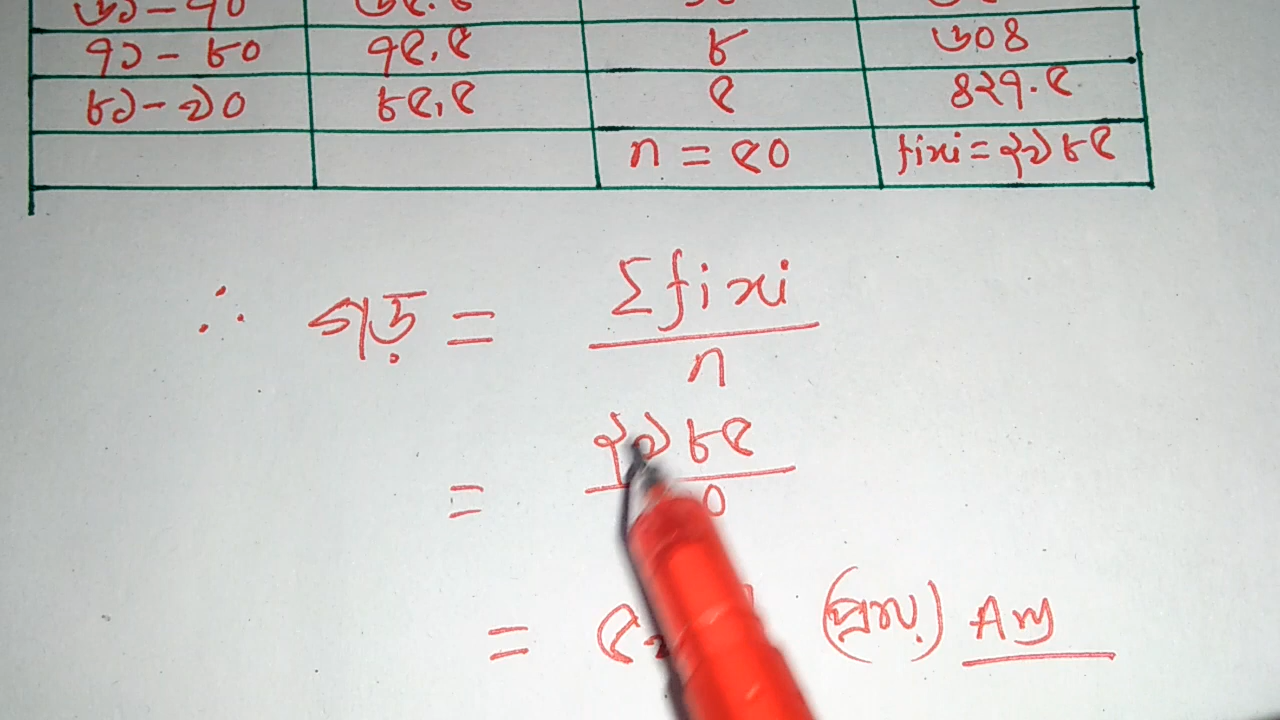 ৭১ - ৮০ ৭৫.৫ ৮ ৬০৪
৮১ - ৯০ ৮৫.৫ ৫ ৪২৭.৫
n = ৫০ fixi = ২৯৮৫
∴ গড় = Σfixi
n
= ২৯৮৫
= (প্রায়) Ans